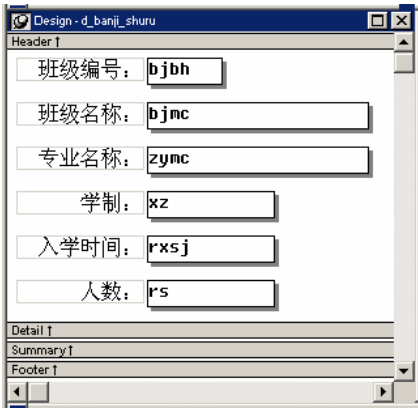 Design - d_banji_shuru
Header ↑
班级编号： bjbh
班级名称： bjmc
专业名称： zymc
学制： xz
入学时间： rxsj
人数： rs
Detail ↑
Summary ↑
Footer ↑